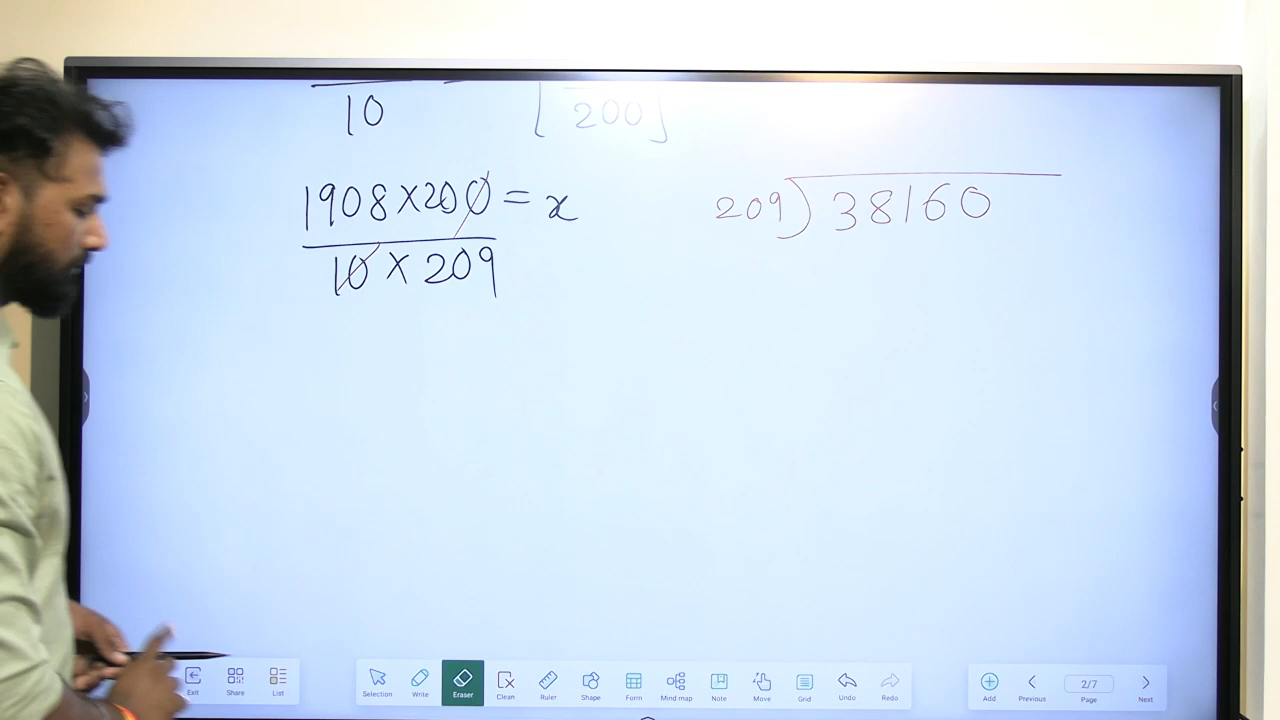 10 [ 200 ]
1908 × 200 = x
10 × 209
209 ) 38160
Exit Share List
Selection Write Eraser Clean Ruler Shape Form Mind map Note Move Grid Undo Redo
Add Previous 2/7 Page Next